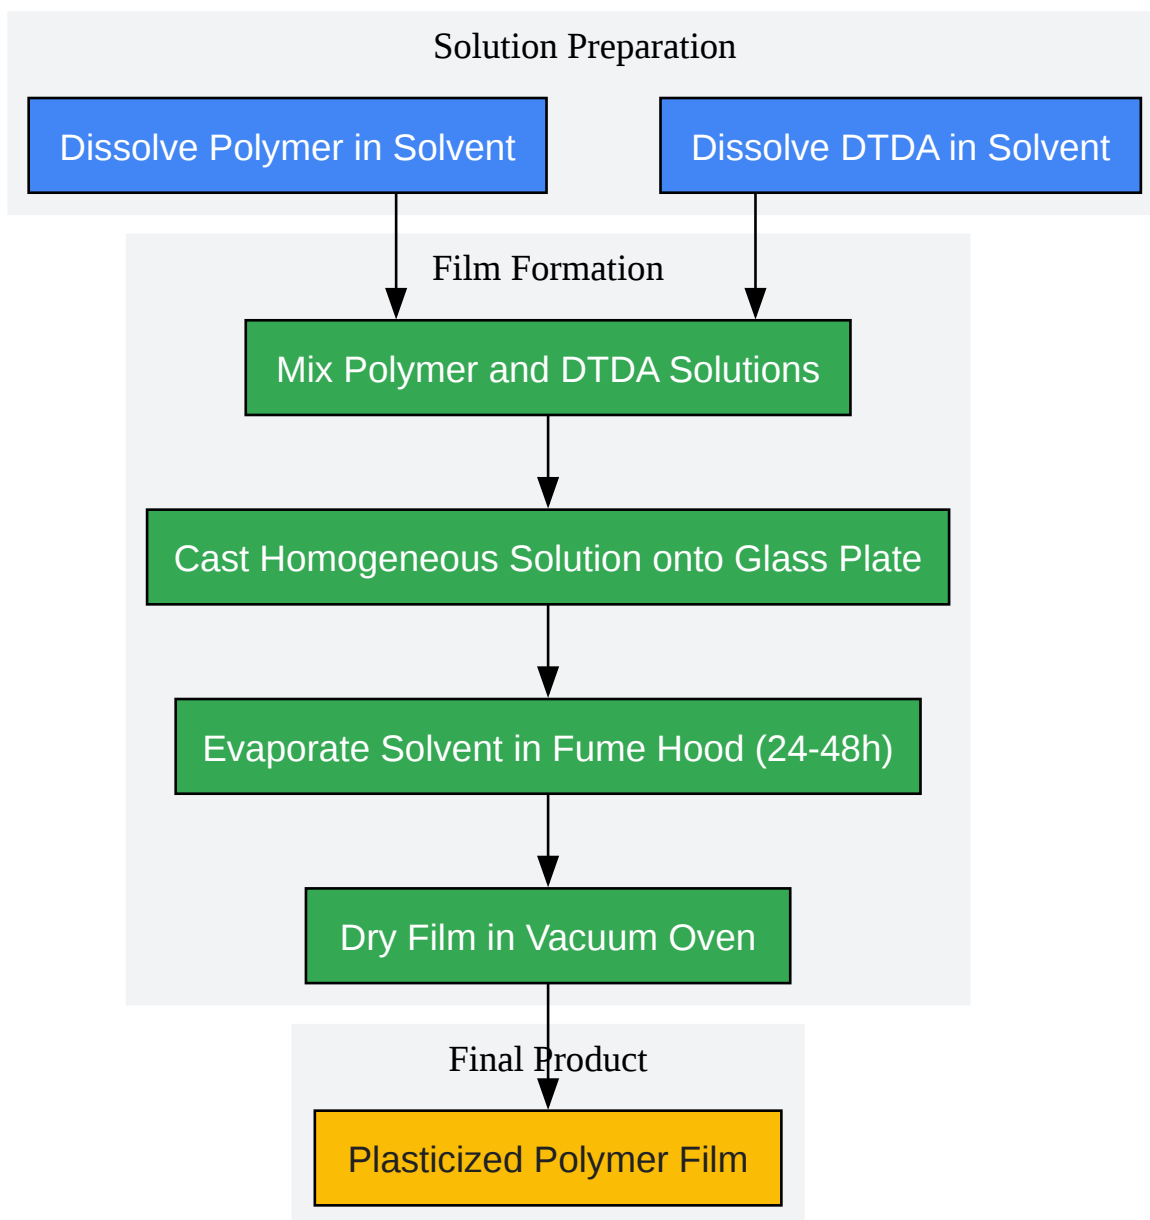 Solution Preparation
Dissolve Polymer in Solvent
Dissolve DTDA in Solvent
Film Formation
Mix Polymer and DTDA Solutions
Cast Homogeneous Solution onto Glass Plate
Evaporate Solvent in Fume Hood (24-48h)
Dry Film in Vacuum Oven
Final Product
Plasticized Polymer Film